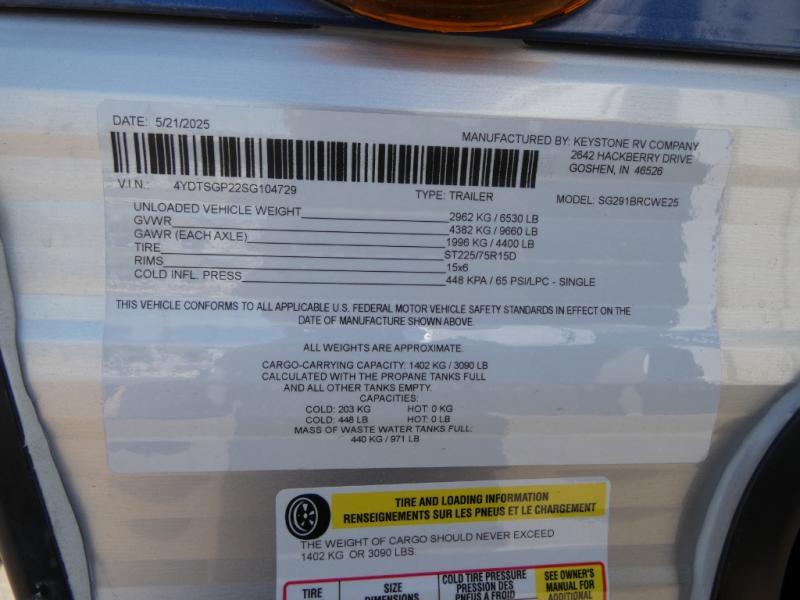 DATE: 5/21/2025
MANUFACTURED BY: KEYSTONE RV COMPANY
2642 HACKBERRY DRIVE
GOSHEN, IN 46526
V.I.N.: 4YDTSGP22SG104729
TYPE: TRAILER
MODEL: SG291BRCWE25
UNLOADED VEHICLE WEIGHT 2962 KG / 6530 LB
GVWR 4382 KG / 9660 LB
GAWR (EACH AXLE) 1996 KG / 4400 LB
TIRE ST225/75R15D
RIMS 15x6
COLD INFL. PRESS 448 KPA / 65 PSI/LPC - SINGLE
THIS VEHICLE CONFORMS TO ALL APPLICABLE U.S. FEDERAL MOTOR VEHICLE SAFETY STANDARDS IN EFFECT ON THE
DATE OF MANUFACTURE SHOWN ABOVE.
ALL WEIGHTS ARE APPROXIMATE.
CARGO-CARRYING CAPACITY: 1402 KG / 3090 LB
CALCULATED WITH THE PROPANE TANKS FULL
AND ALL OTHER TANKS EMPTY.
CAPACITIES:
COLD: 203 KG HOT: 0 KG
COLD: 448 LB HOT: 0 LB
MASS OF WASTE WATER TANKS FULL:
440 KG / 971 LB
TIRE AND LOADING INFORMATION
RENSEIGNEMENTS SUR LES PNEUS ET LE CHARGEMENT
THE WEIGHT OF CARGO SHOULD NEVER EXCEED
1402 KG OR 3090 LBS.
TIRE
SIZE
DIMENSIONS
COLD TIRE PRESSURE
PRESSION DES
PNEUS A FROID
SEE OWNER'S
MANUAL FOR
ADDITIONAL